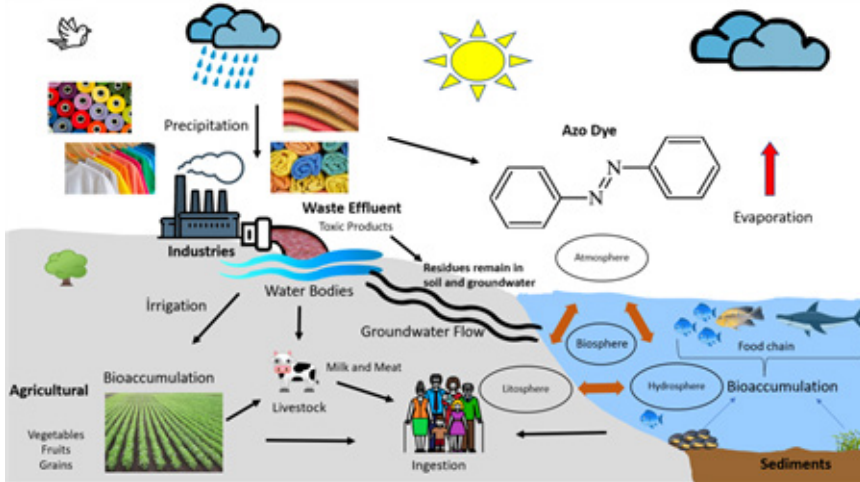 Precipitation
Azo Dye
N
N
Evaporation
Waste Effluent
Toxic Products
Industries
Atmosphere
Residues remain in
soil and groundwater
Water Bodies
İrrigation
Groundwater Flow
Biosphere
Food chain
Agricultural
Bioaccumulation
Milk and Meat
Livestock
Litosphere
Hydrosphere
Bioaccumulation
Vegetables
Fruits
Grains
Ingestion
Sediments